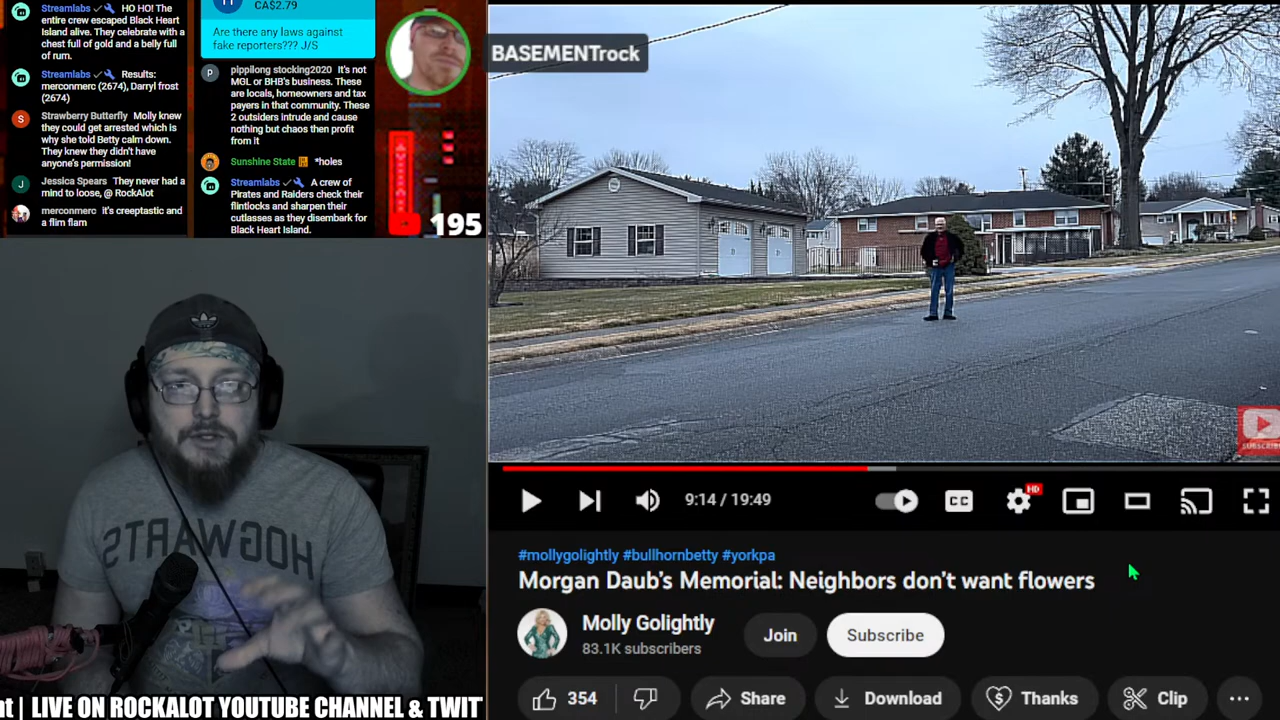 Streamlabs HO HO! The
entire crew escaped Black Heart
Island alive. They celebrate with a
chest full of gold and a belly full
of rum.
Streamlabs Results:
merconmerc (2674), Darryl frost
(2674)
Strawberry Butterfly Molly knew
they could get arrested which is
why she told Betty calm down.
They knew they didn't have
anyone's permission!
Jessica Spears They never had a
mind to loose, @ RockAlot
merconmerc it's creeptastic and
a flim flam
CA$2.79
Are there any laws against
fake reporters??? J/S
P
pippilong stocking2020 It's not
MGL or BHB's business. These
are locals, homeowners and tax
payers in that community. These
2 outsiders intrude and cause
nothing but chaos then profit
from it
Sunshine State *holes
Streamlabs A crew of
Pirates and Raiders check their
flintlocks and sharpen their
cutlasses as they disembark for
Black Heart Island.
195
BASEMENTrock
HOGWARTS
nt | LIVE ON ROCKALOT YOUTUBE CHANNEL & TWIT
SUBSCRIBE
9:14 / 19:49
CC
HD
#mollygolightly #bullhornbetty #yorkpa
Morgan Daub's Memorial: Neighbors don't want flowers
Molly Golightly
83.1K subscribers
Join
Subscribe
354
Share
Download
Thanks
Clip